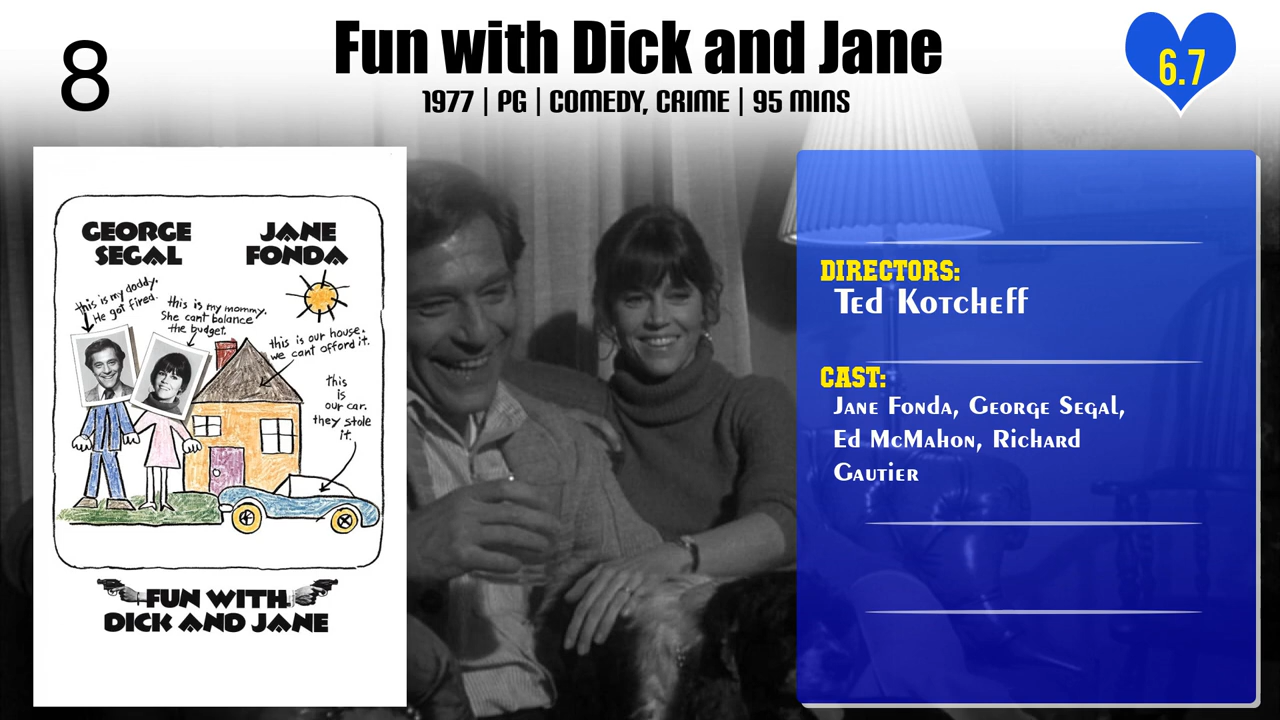 8
Fun with Dick and Jane
1977 | PG | COMEDY, CRIME | 95 MINS
6.7
GEORGE SEGAL
JANE FONDA
this is my daddy.
He got fired.
this is my mommy.
She cant balance
the budget.
this is our house.
we cant afford it.
this
is
our car.
they stole
it.
FUN WITH
DICK AND JANE
DIRECTORS:
Ted Kotcheff
CAST:
Jane Fonda, George Segal,
Ed McMahon, Richard
Gautier